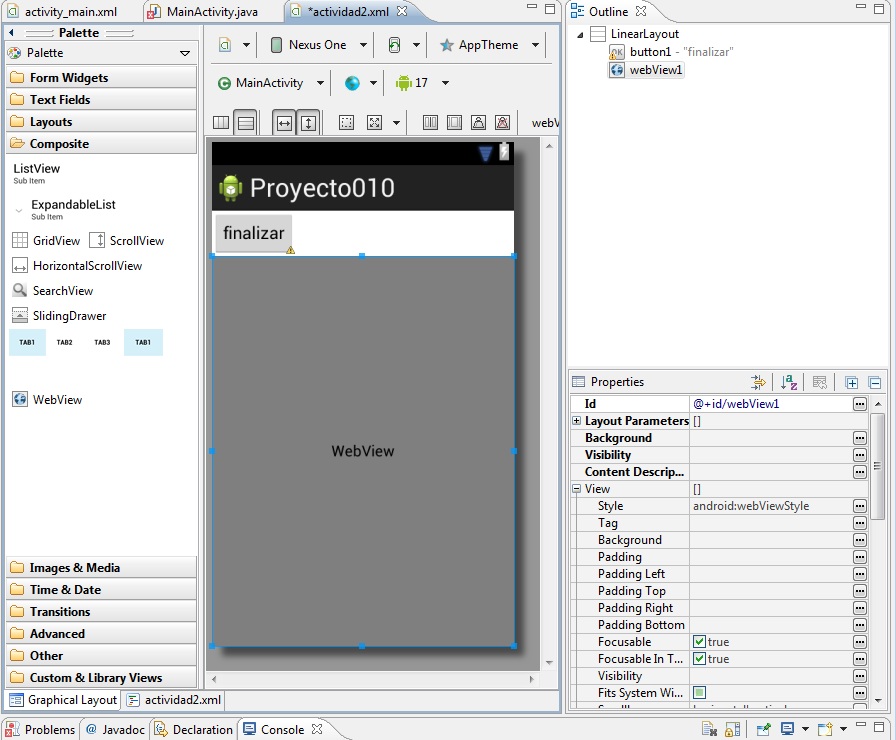 activity_main.xml
MainActivity.java
*actividad2.xml
Palette
Palette
Form Widgets
Text Fields
Layouts
Composite
ListView
Sub Item
ExpandableList
Sub Item
GridView
ScrollView
HorizontalScrollView
SearchView
SlidingDrawer
TAB1
TAB2
TAB3
TAB1
WebView
Images & Media
Time & Date
Transitions
Advanced
Other
Custom & Library Views
Graphical Layout
actividad2.xml
Nexus One
AppTheme
MainActivity
17
Proyecto010
finalizar
WebView
Outline
LinearLayout
OK button1 - "finalizar"
webView1
Properties
Id @+id/webView1
Layout Parameters []
Background
Visibility
Content Descrip...
View []
Style android:webViewStyle
Tag
Background
Padding
Padding Left
Padding Top
Padding Right
Padding Bottom
Focusable true
Focusable In T... true
Visibility
Fits System Wi...
Problems
@ Javadoc
Declaration
Console